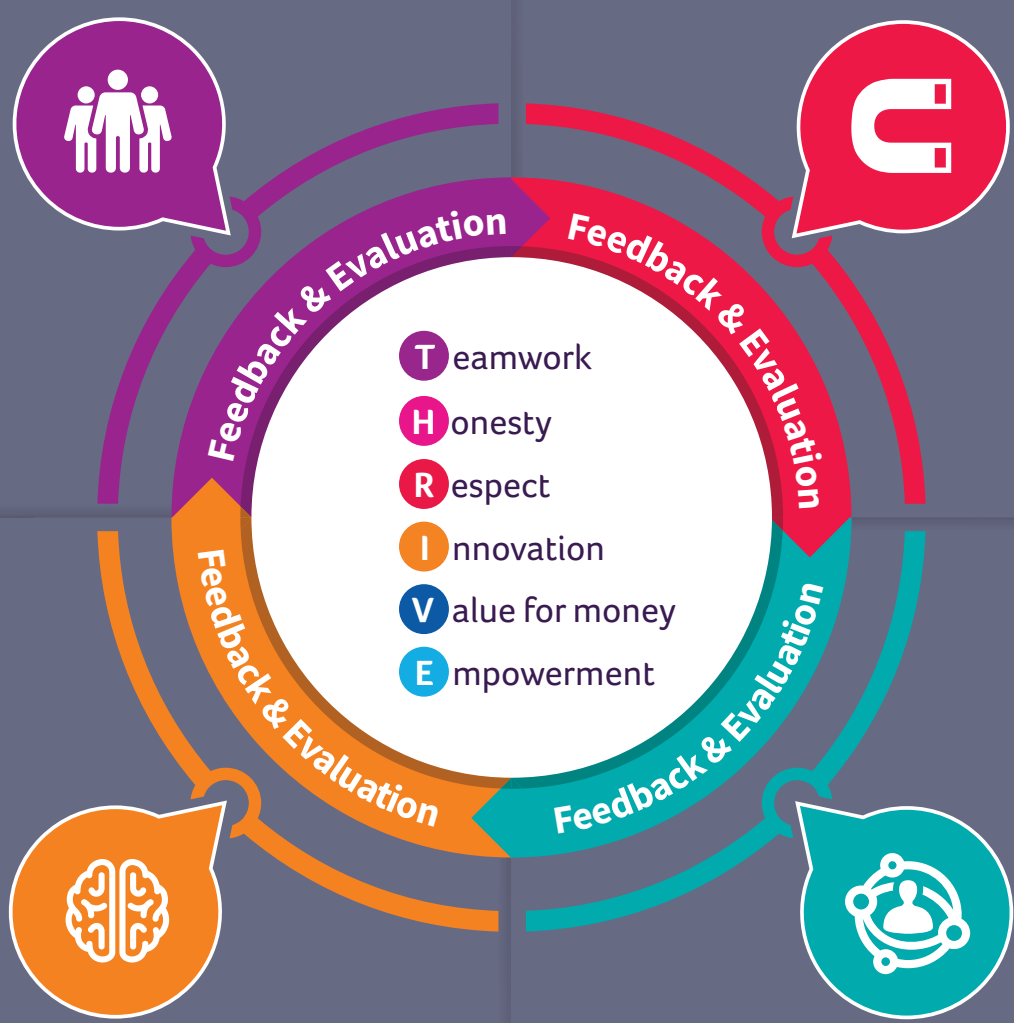 Feedback & Evaluation
Feedback & Evaluation
Teamwork
Honesty
Respect
Innovation
Value for money
Empowerment
Feedback & Evaluation
Feedback & Evaluation